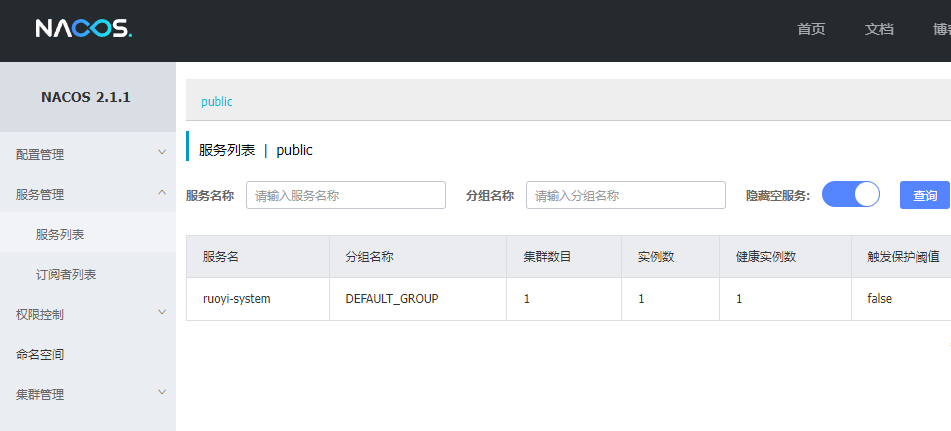 NACOS.
首页 文档 博客
NACOS 2.1.1
配置管理
服务管理
服务列表
订阅者列表
权限控制
命名空间
集群管理
public
服务列表 | public
服务名称 请输入服务名称 分组名称 请输入分组名称 隐藏空服务: 查询
服务名 分组名称 集群数目 实例数 健康实例数 触发保护阈值
ruoyi-system DEFAULT_GROUP 1 1 1 false